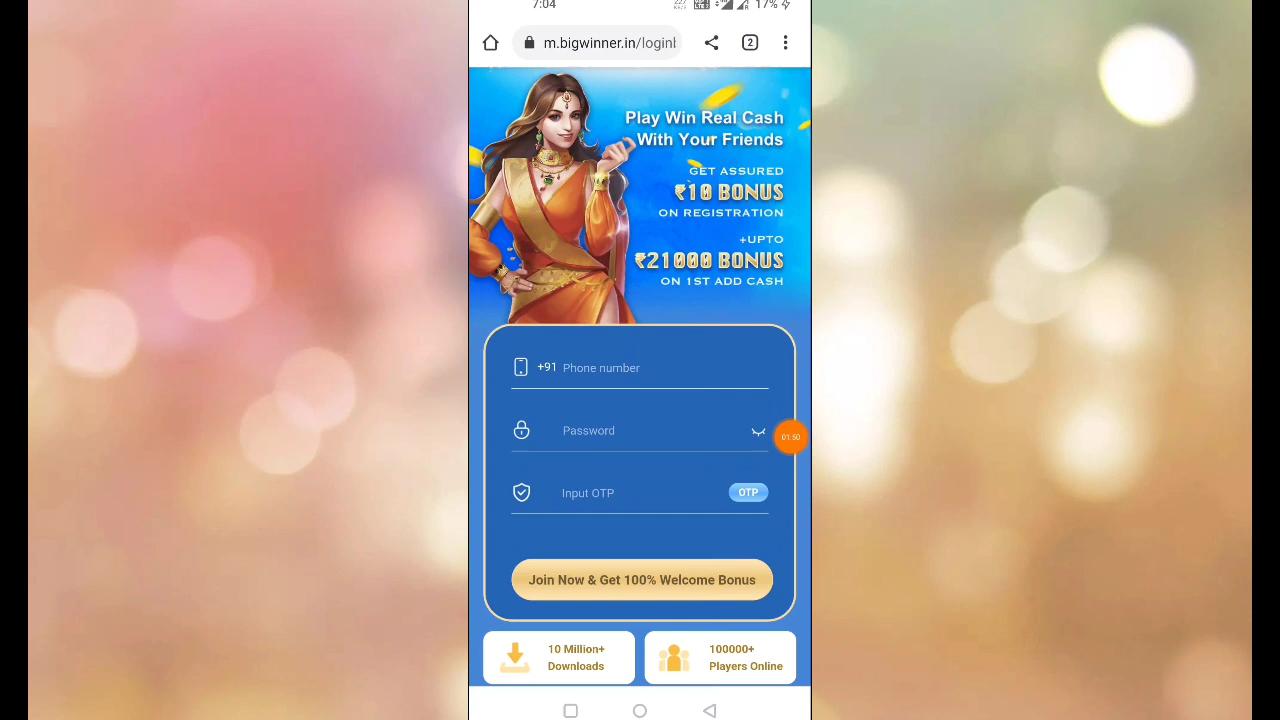 7:04
17%
m.bigwinner.in/login
2
Play Win Real Cash
With Your Friends
GET ASSURED
₹10 BONUS
ON REGISTRATION
+UPTO
₹21000 BONUS
ON 1ST ADD CASH
+91 Phone number
Password
01:50
Input OTP
OTP
Join Now & Get 100% Welcome Bonus
10 Million+
Downloads
100000+
Players Online